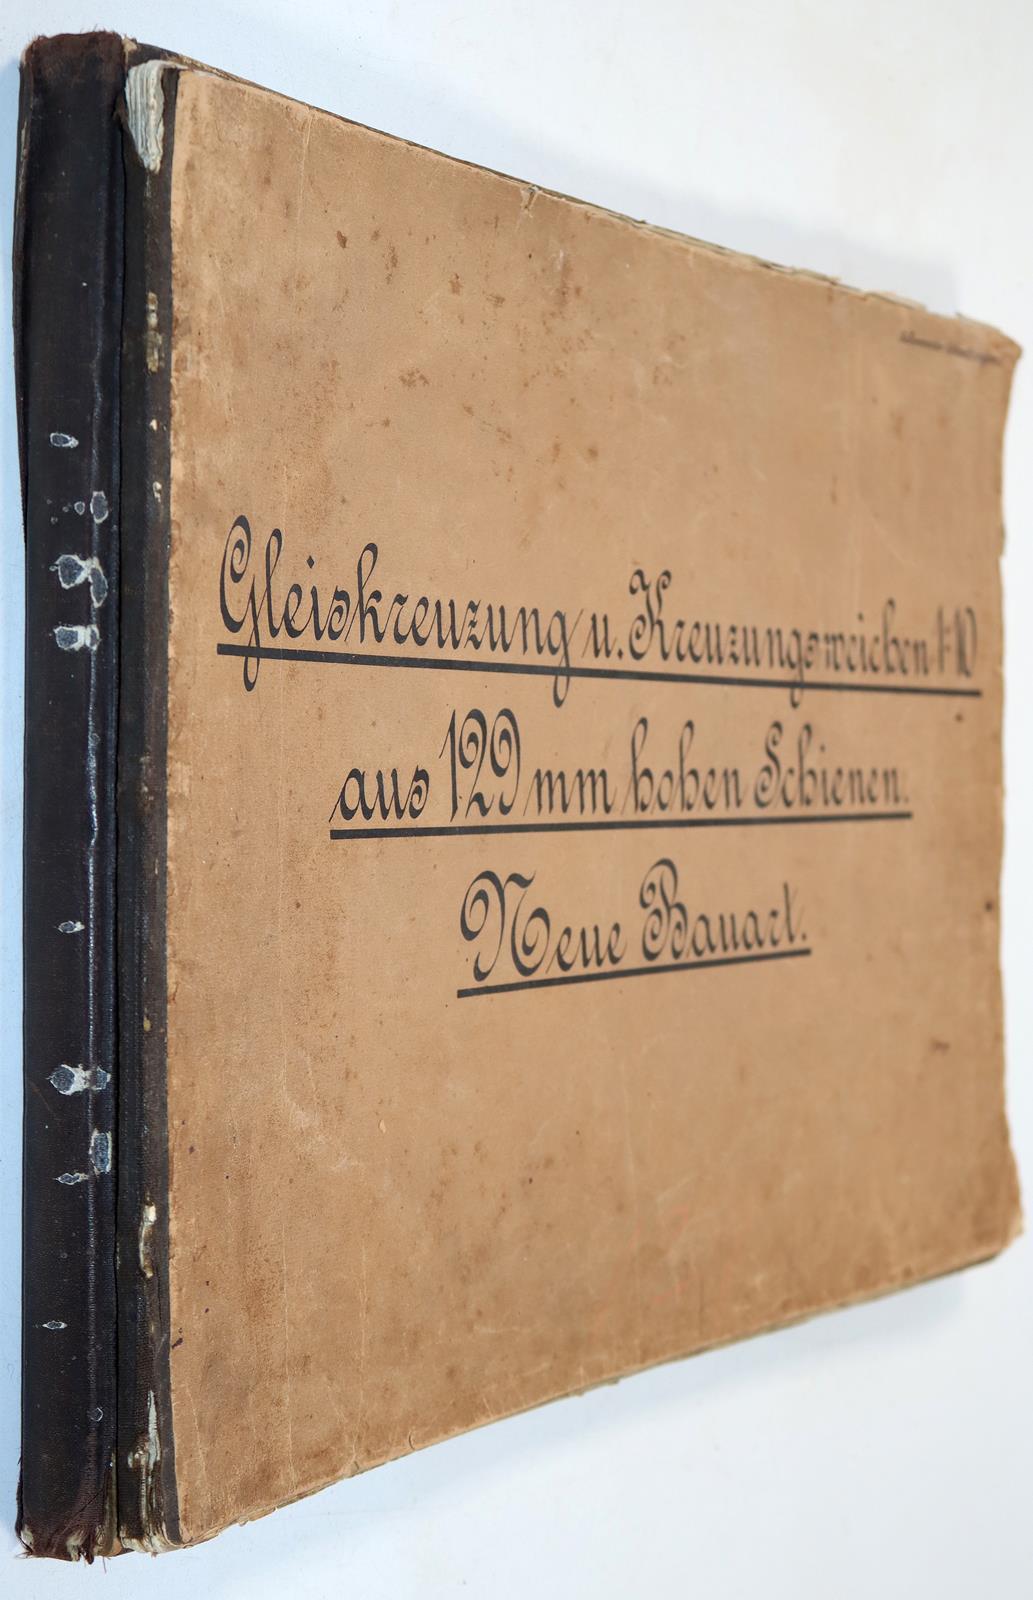 Gleiskreuzung u. Kreuzungsweichen 1:10
aus 129 mm hohen Schienen.
Neue Bauart.